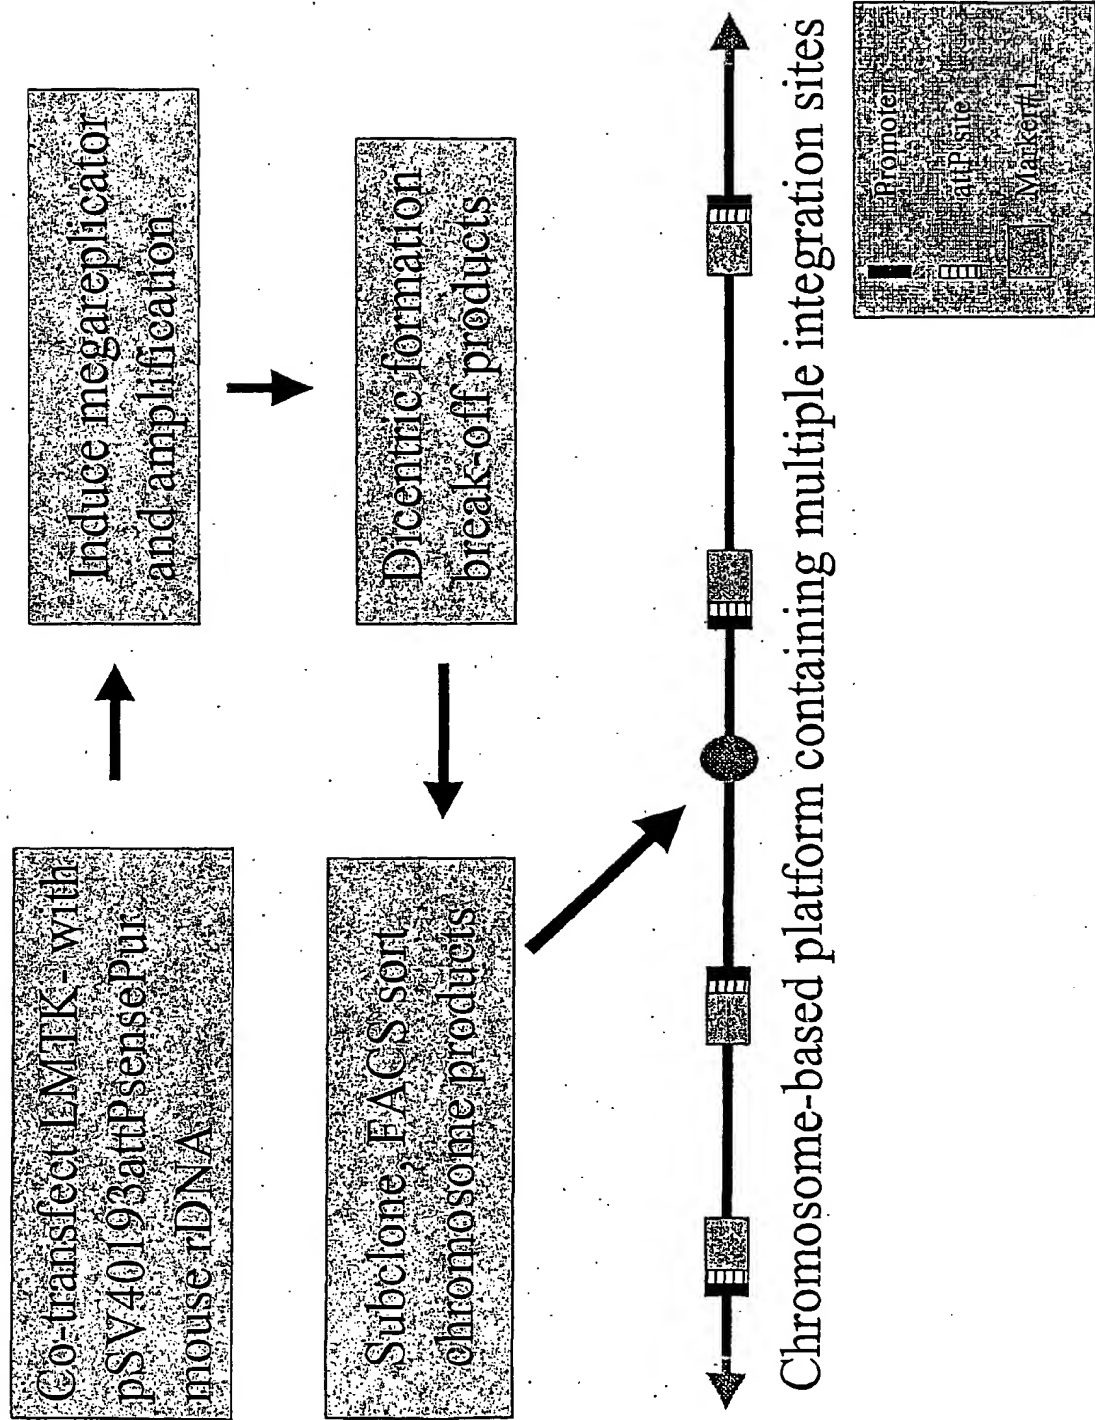 Co-transfect LMTK- with
pSV40193attPsensePur
mouse rDNA
Induce megareplicator
and amplification
Dicentric formation
break-off products
Subclone, FACS sort
chromosome products
Chromosome-based platform containing multiple integration sites
Promoter
attP site
Marker#1